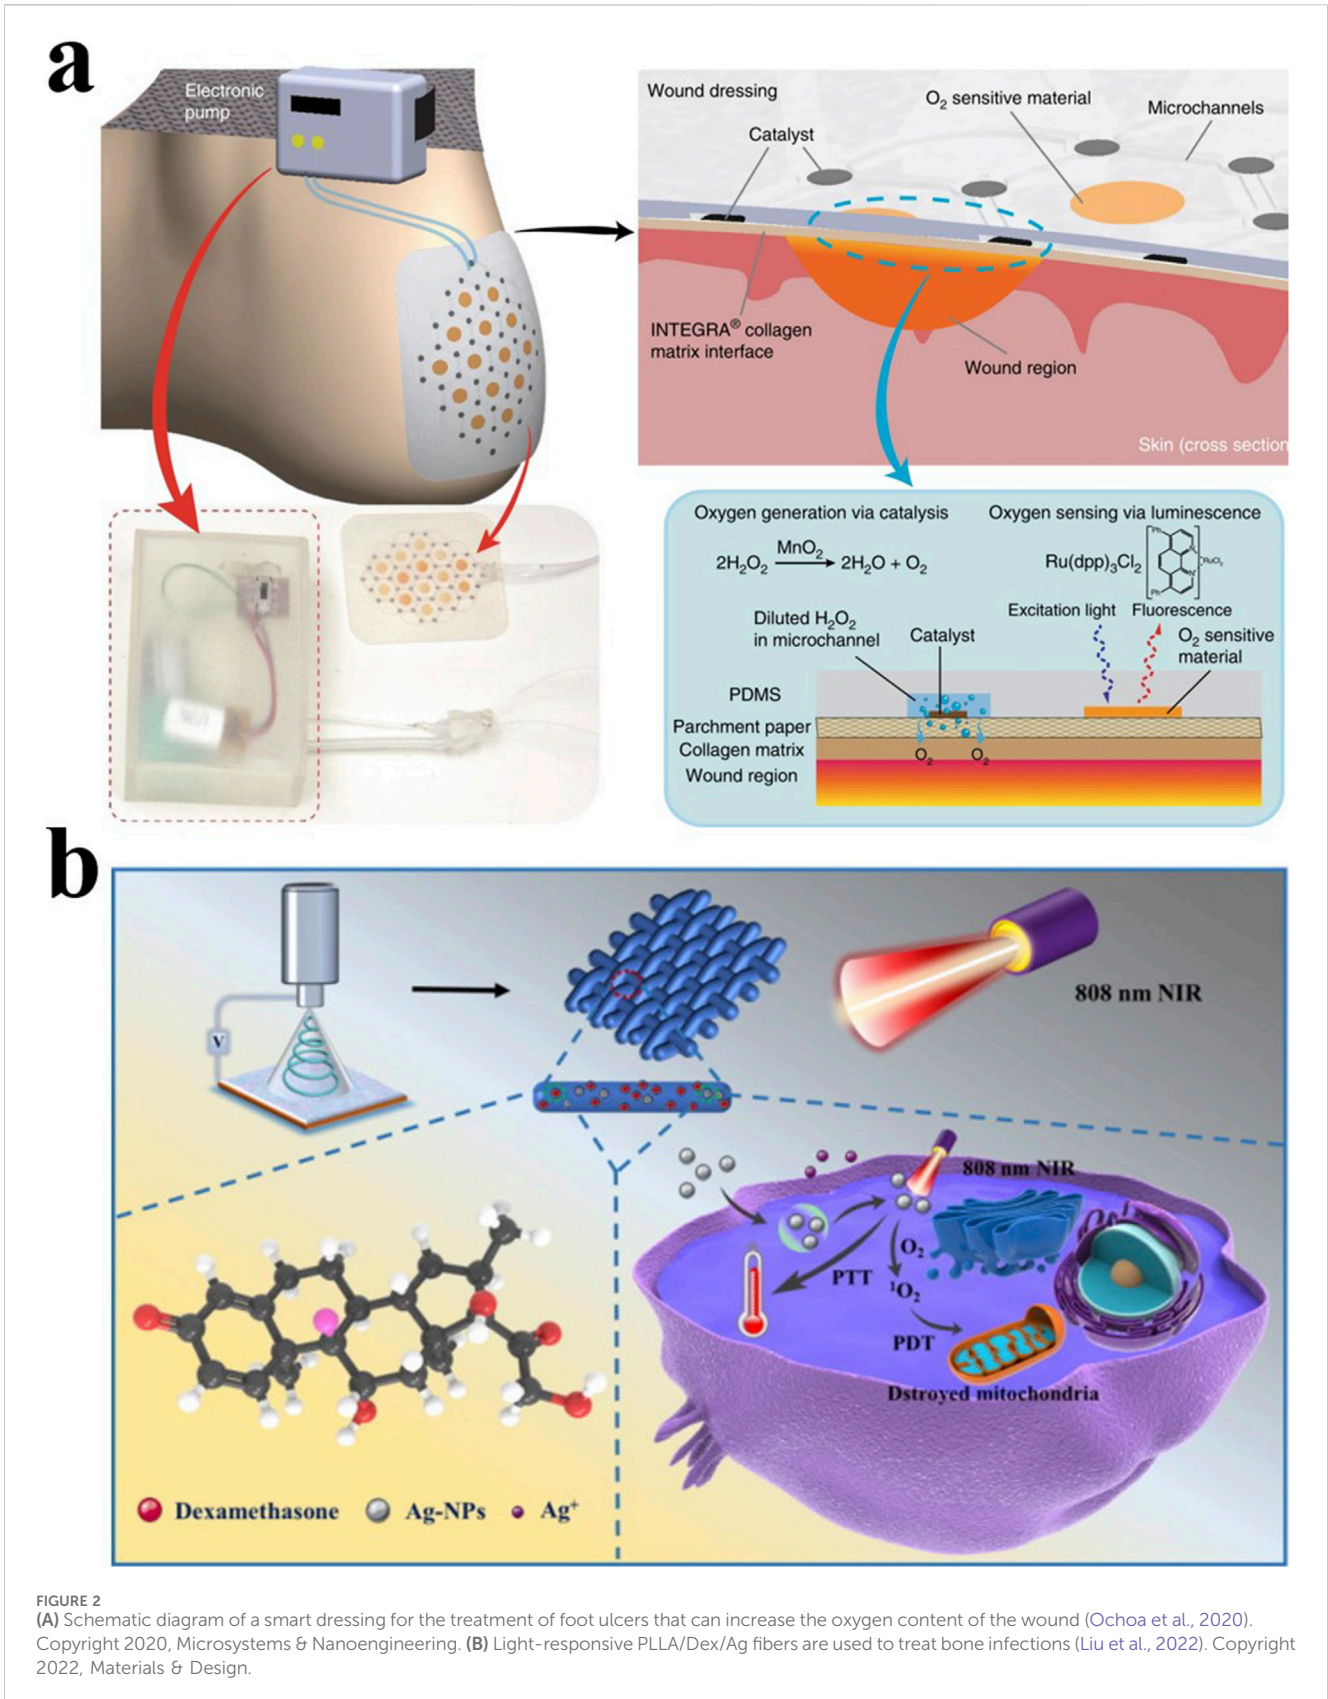 a
Electronic
pump
Wound dressing
Catalyst
O₂ sensitive material
Microchannels
INTEGRA® collagen
matrix interface
Wound region
Skin (cross section
Oxygen generation via catalysis
2H₂O₂ MnO₂ 2H₂O + O₂
Oxygen sensing via luminescence
Ru(dpp)₃Cl₂
Ph
N
N
Ph
RuCl₂
Excitation light
Fluorescence
Diluted H₂O₂
in microchannel
Catalyst
O₂ sensitive
material
PDMS
Parchment paper
Collagen matrix
Wound region
O₂
O₂
b
V
808 nm NIR
808 nm NIR
O₂
PTT
¹O₂
PDT
Dstroyed mitochondria
Dexamethasone
Ag-NPs
Ag⁺
FIGURE 2
(A) Schematic diagram of a smart dressing for the treatment of foot ulcers that can increase the oxygen content of the wound (Ochoa et al., 2020).
Copyright 2020, Microsystems & Nanoengineering. (B) Light-responsive PLLA/Dex/Ag fibers are used to treat bone infections (Liu et al., 2022). Copyright
2022, Materials & Design.